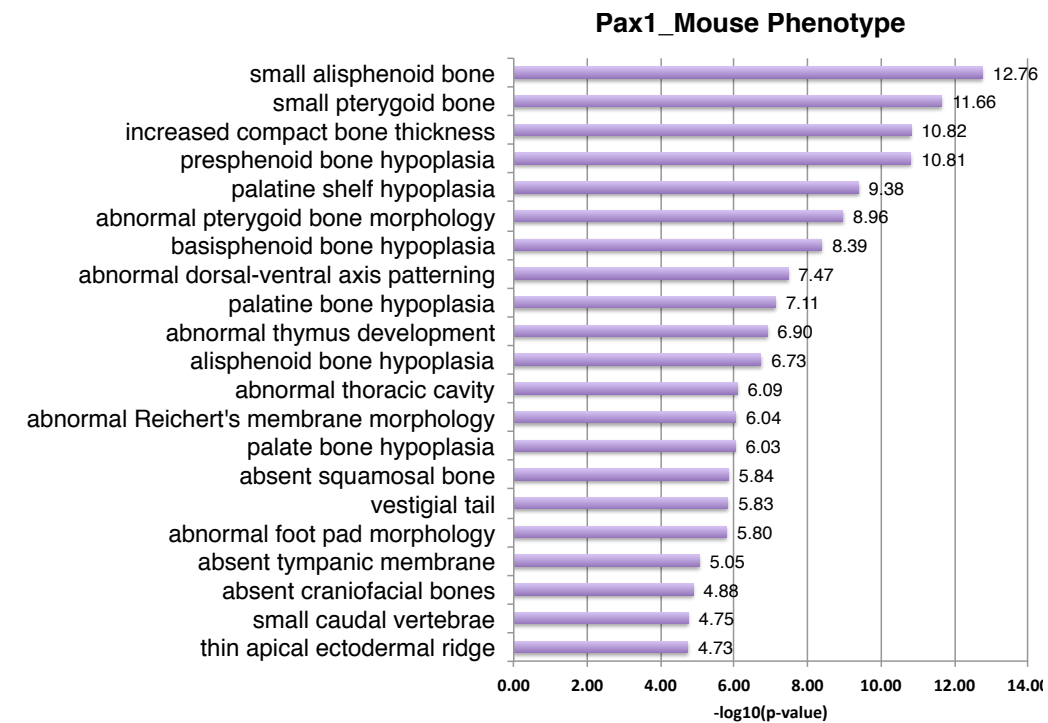 Pax1_Mouse Phenotype
small alisphenoid bone 12.76
small pterygoid bone 11.66
increased compact bone thickness 10.82
presphenoid bone hypoplasia 10.81
palatine shelf hypoplasia 9.38
abnormal pterygoid bone morphology 8.96
basisphenoid bone hypoplasia 8.39
abnormal dorsal-ventral axis patterning 7.47
palatine bone hypoplasia 7.11
abnormal thymus development 6.90
alisphenoid bone hypoplasia 6.73
abnormal thoracic cavity 6.09
abnormal Reichert's membrane morphology 6.04
palate bone hypoplasia 6.03
absent squamosal bone 5.84
vestigial tail 5.83
abnormal foot pad morphology 5.80
absent tympanic membrane 5.05
absent craniofacial bones 4.88
small caudal vertebrae 4.75
thin apical ectodermal ridge 4.73
0.00 2.00 4.00 6.00 8.00 10.00 12.00 14.00
-log10(p-value)